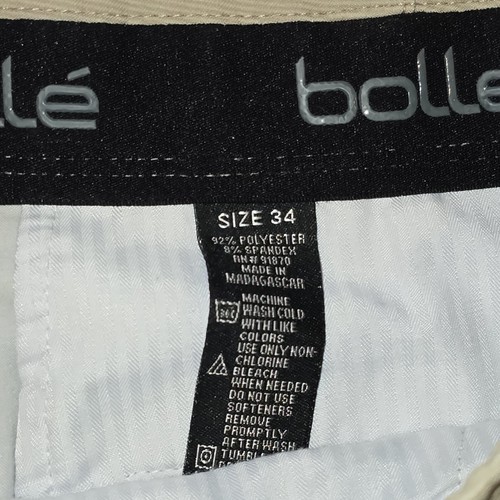 llé bollé
SIZE 34
92% POLYESTER
8% SPANDEX
RN# 91870
MADE IN
MADAGASCAR
MACHINE
WASH COLD
WITH LIKE
COLORS
USE ONLY NON-
CHLORINE
BLEACH
WHEN NEEDED
DO NOT USE
SOFTENERS
REMOVE
PROMPTLY
AFTER WASH
TUMBLE